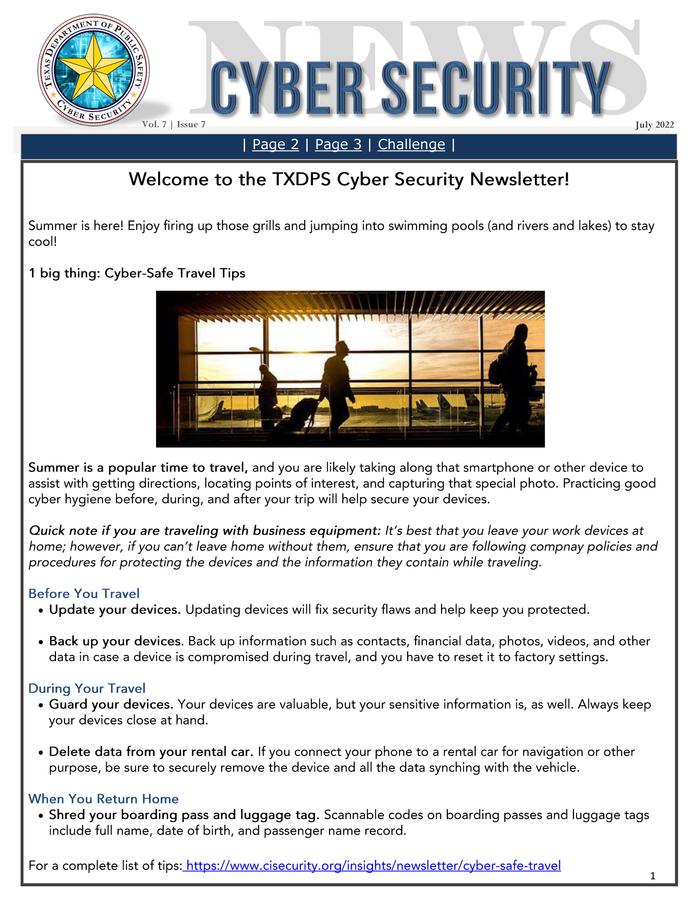 NEWS
CYBER SECURITY
TEXAS DEPARTMENT OF PUBLIC SAFETY
CYBER SECURITY
Vol. 7 | Issue 7
July 2022
| Page 2 | Page 3 | Challenge |
Welcome to the TXDPS Cyber Security Newsletter!
Summer is here! Enjoy firing up those grills and jumping into swimming pools (and rivers and lakes) to stay
cool!
1 big thing: Cyber-Safe Travel Tips
Summer is a popular time to travel, and you are likely taking along that smartphone or other device to
assist with getting directions, locating points of interest, and capturing that special photo. Practicing good
cyber hygiene before, during, and after your trip will help secure your devices.
Quick note if you are traveling with business equipment: It’s best that you leave your work devices at
home; however, if you can’t leave home without them, ensure that you are following compnay policies and
procedures for protecting the devices and the information they contain while traveling.
Before You Travel
• Update your devices. Updating devices will fix security flaws and help keep you protected.
• Back up your devices. Back up information such as contacts, financial data, photos, videos, and other
data in case a device is compromised during travel, and you have to reset it to factory settings.
During Your Travel
• Guard your devices. Your devices are valuable, but your sensitive information is, as well. Always keep
your devices close at hand.
• Delete data from your rental car. If you connect your phone to a rental car for navigation or other
purpose, be sure to securely remove the device and all the data synching with the vehicle.
When You Return Home
• Shred your boarding pass and luggage tag. Scannable codes on boarding passes and luggage tags
include full name, date of birth, and passenger name record.
For a complete list of tips: https://www.cisecurity.org/insights/newsletter/cyber-safe-travel
1